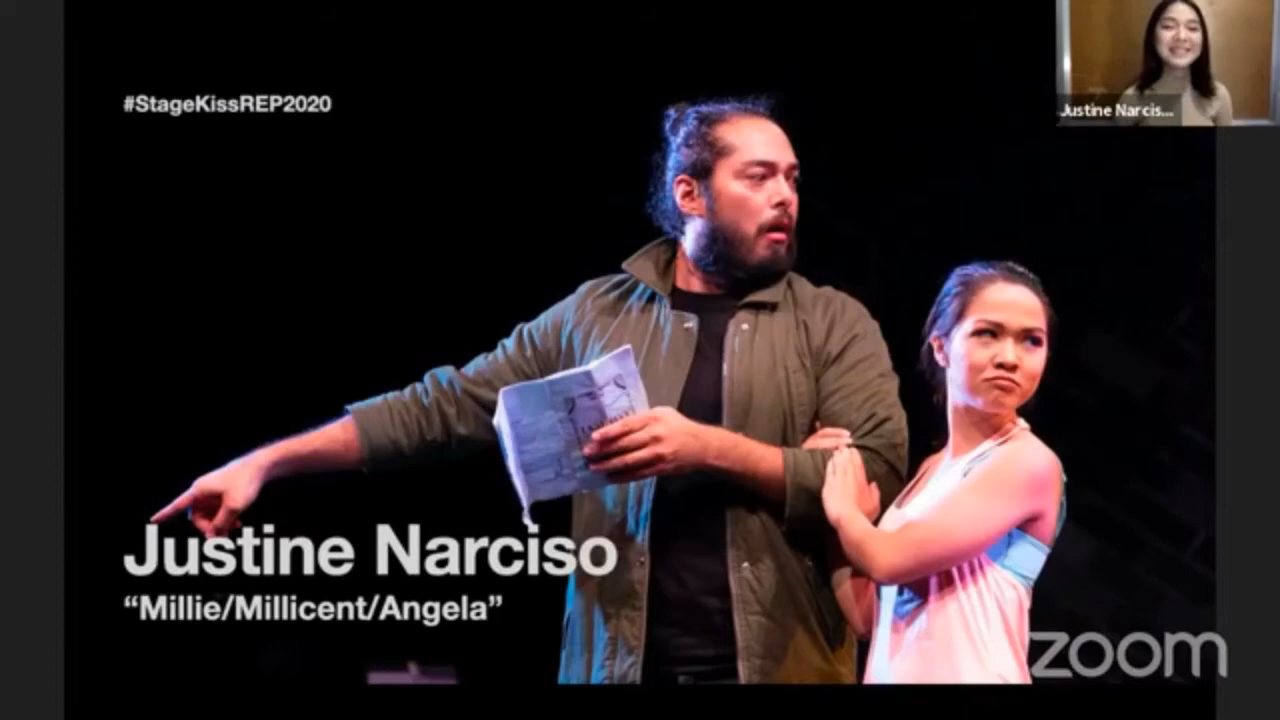 #StageKissREP2020
Justine Narcis...
Justine Narciso
“Millie/Millicent/Angela”
zoom